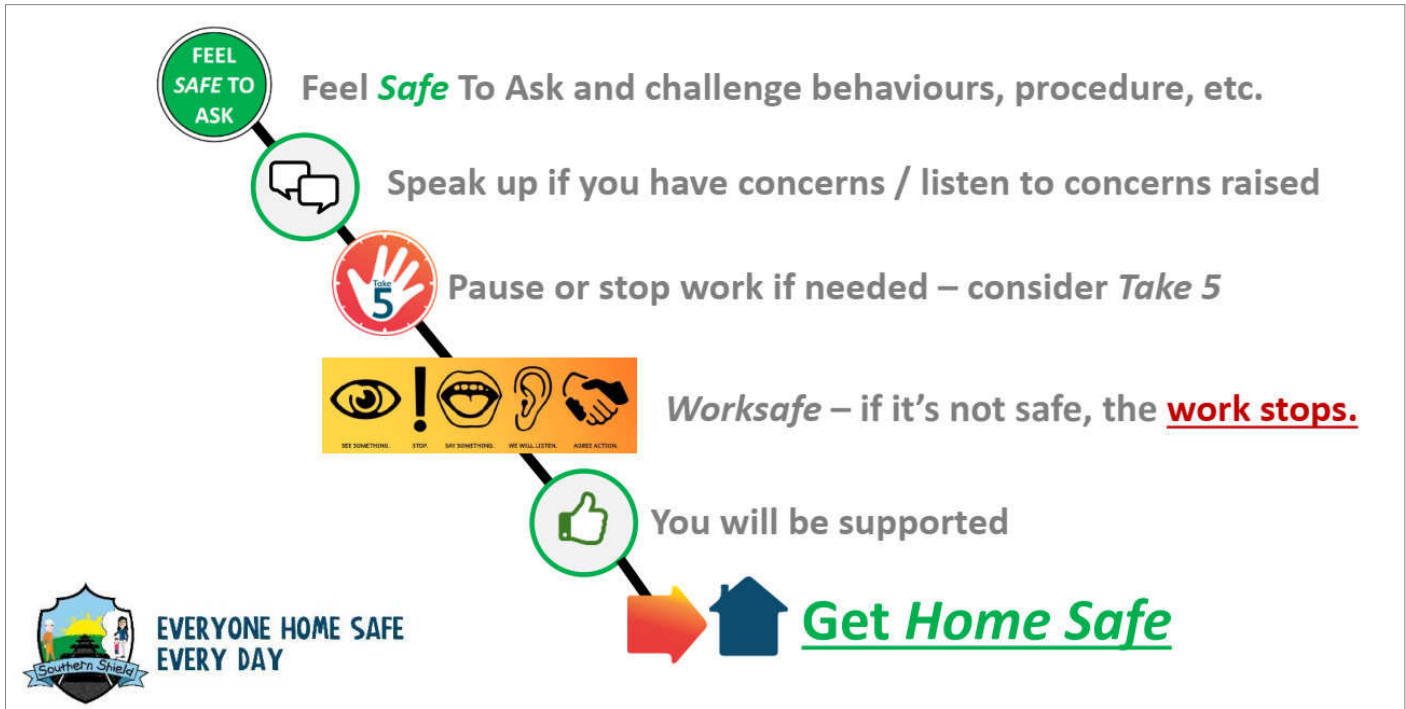 FEEL
SAFE TO
ASK
Feel Safe To Ask and challenge behaviours, procedure, etc.
Speak up if you have concerns / listen to concerns raised
Take
5
Pause or stop work if needed – consider Take 5
SEE SOMETHING. STOP. SAY SOMETHING. WE WILL LISTEN. AGREE ACTION.
Worksafe – if it's not safe, the work stops.
You will be supported
Get Home Safe
Southern Shield
EVERYONE HOME SAFE
EVERY DAY